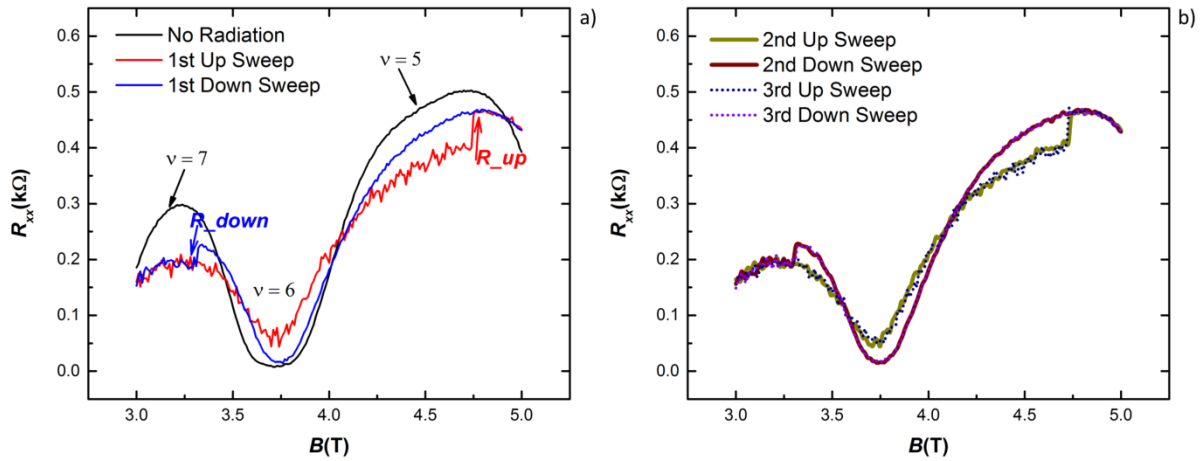 a)
No Radiation
1st Up Sweep
1st Down Sweep
ν = 5
ν = 7
R_up
R_down
ν = 6
0.6
0.5
0.4
0.3
0.2
0.1
0.0
Rxx(kΩ)
3.0 3.5 4.0 4.5 5.0
B(T)
b)
2nd Up Sweep
2nd Down Sweep
3rd Up Sweep
3rd Down Sweep
0.6
0.5
0.4
0.3
0.2
0.1
0.0
Rxx(kΩ)
3.0 3.5 4.0 4.5 5.0
B(T)